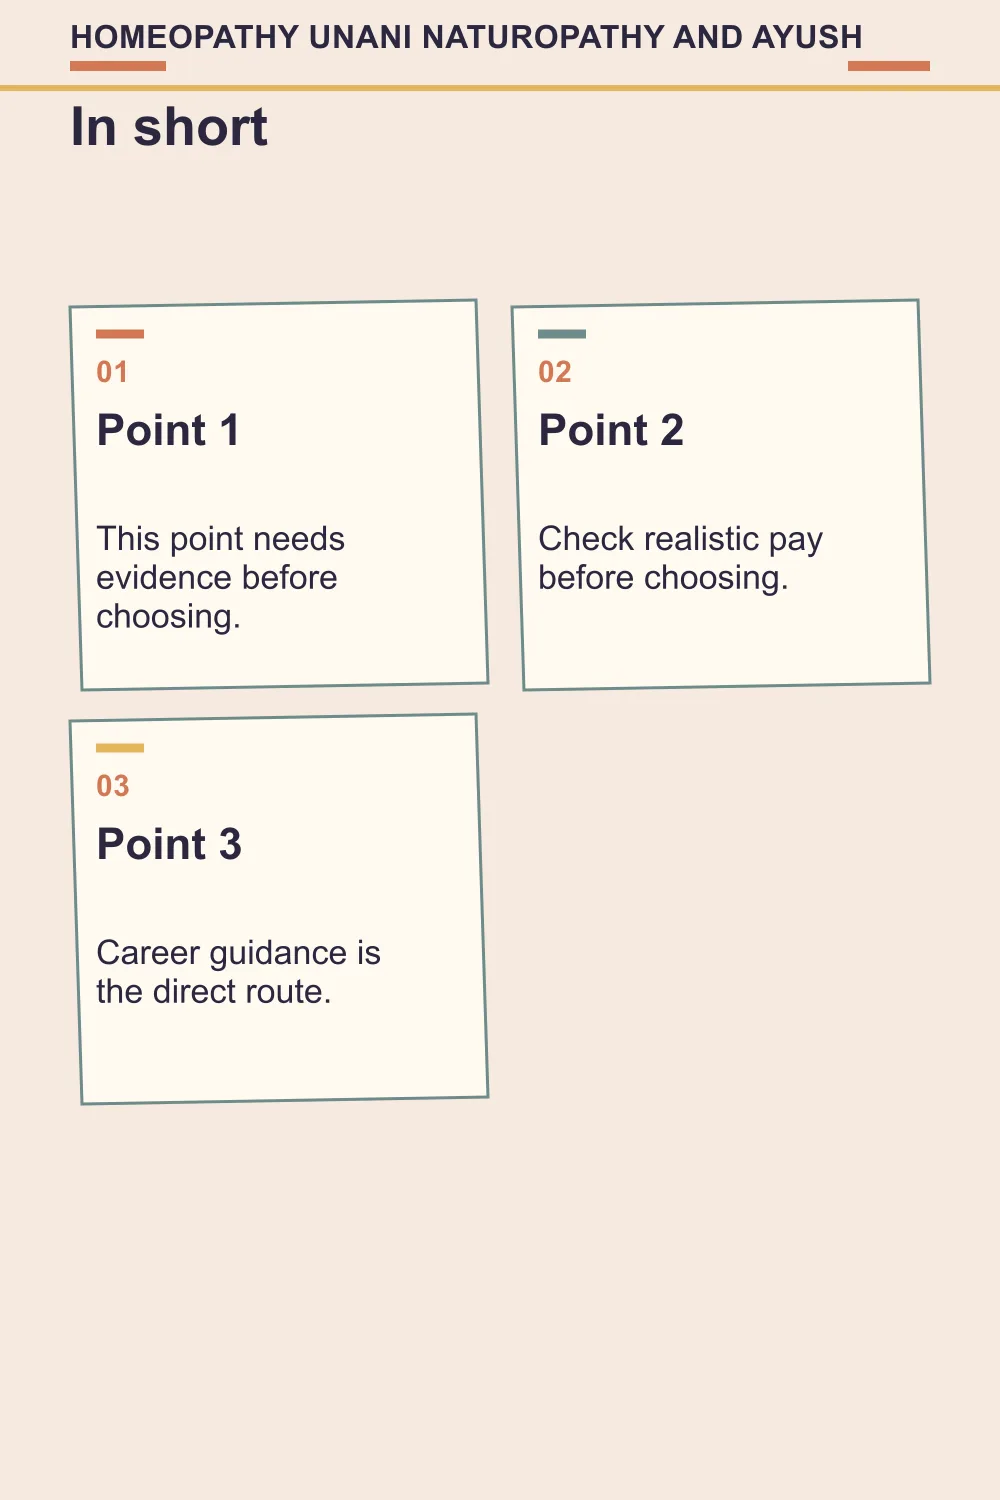 HOMEOPATHY UNANI NATUROPATHY AND AYUSH
In short
01
Point 1
This point needs
evidence before
choosing.
02
Point 2
Check realistic pay
before choosing.
03
Point 3
Career guidance is
the direct route.